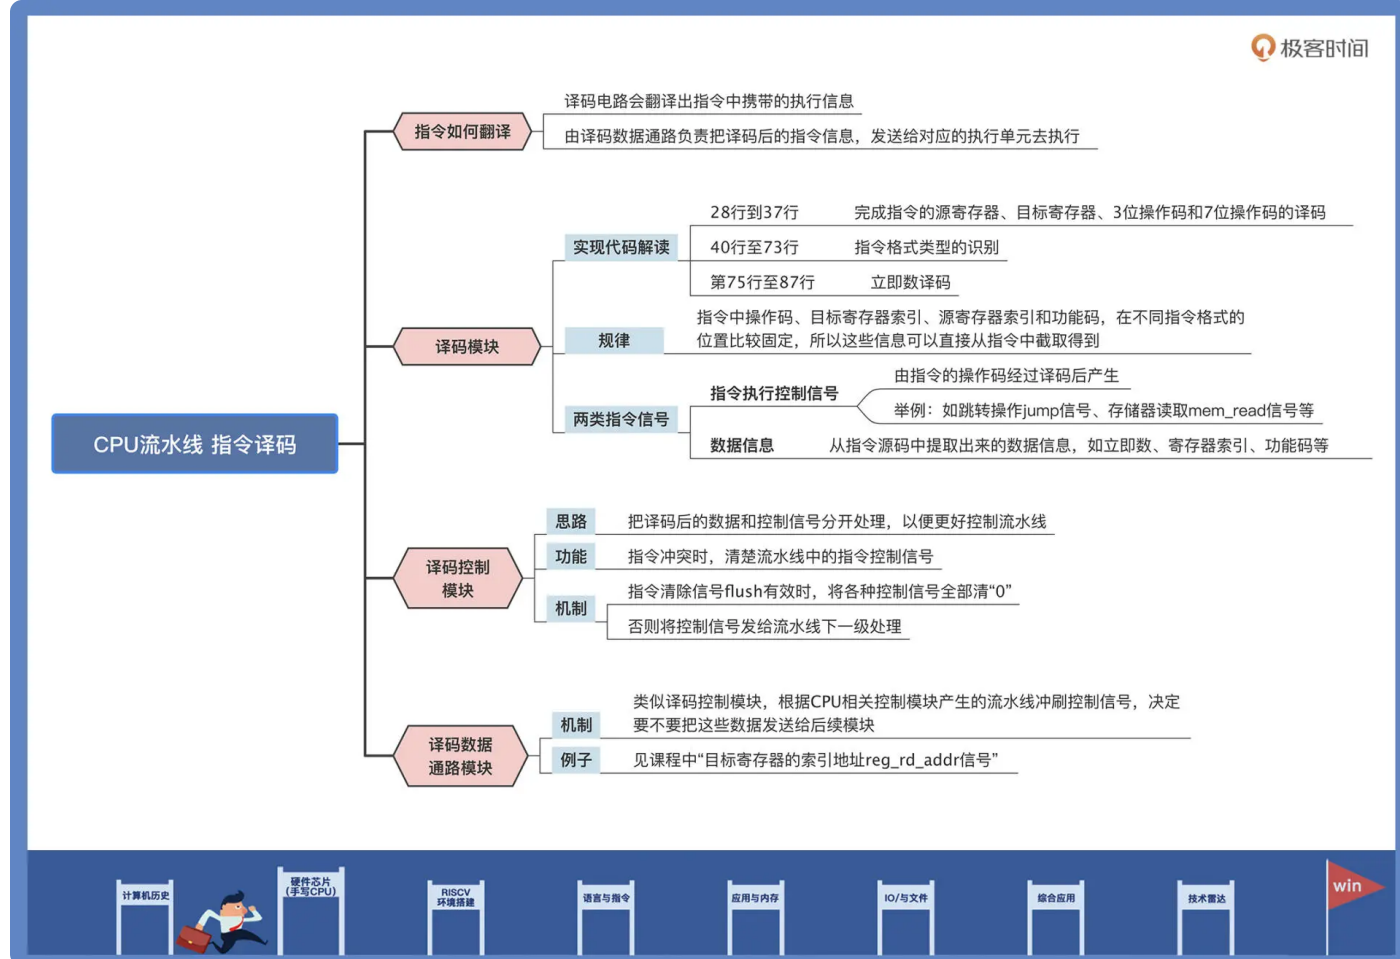 极客时间
指令如何翻译
译码电路会翻译出指令中携带的执行信息
由译码数据通路负责把译码后的指令信息，发送给对应的执行单元去执行
译码模块
实现代码解读
28行到37行 完成指令的源寄存器、目标寄存器、3位操作码和7位操作码的译码
40行至73行 指令格式类型的识别
第75行至87行 立即数译码
规律
指令中操作码、目标寄存器索引、源寄存器索引和功能码，在不同指令格式的
位置比较固定，所以这些信息可以直接从指令中截取得到
两类指令信号
指令执行控制信号
由指令的操作码经过译码后产生
举例：如跳转操作jump信号、存储器读取mem_read信号等
数据信息 从指令源码中提取出来的数据信息，如立即数、寄存器索引、功能码等
CPU流水线 指令译码
译码控制
模块
思路 把译码后的数据和控制信号分开处理，以便更好控制流水线
功能 指令冲突时，清楚流水线中的指令控制信号
机制
指令清除信号flush有效时，将各种控制信号全部清“0”
否则将控制信号发给流水线下一级处理
译码数据
通路模块
机制
类似译码控制模块，根据CPU相关控制模块产生的流水线冲刷控制信号，决定
要不要把这些数据发送给后续模块
例子 见课程中“目标寄存器的索引地址reg_rd_addr信号”
计算机历史
硬件芯片
(手写CPU)
RISCV
环境搭建
语言与指令
应用与内存
IO/与文件
综合应用
技术雷达
win